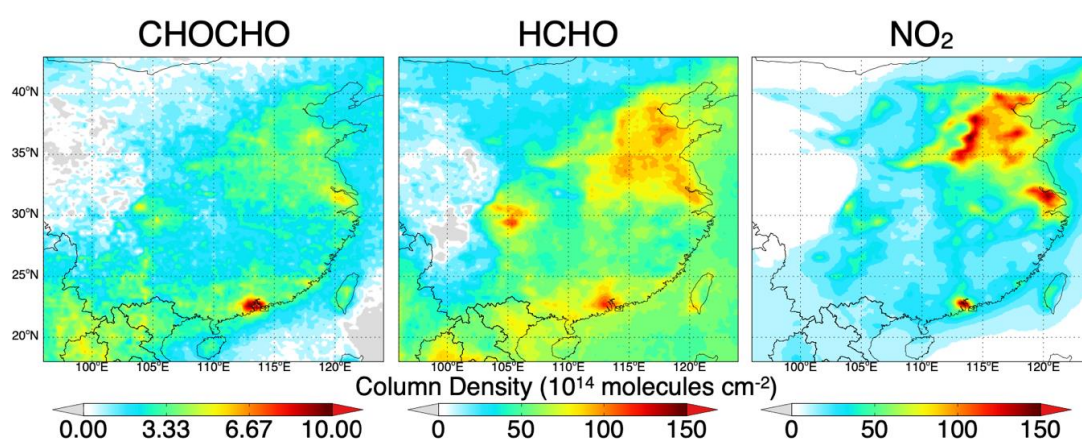 CHOCHO HCHO NO₂
40°N
35°N
30°N
25°N
20°N
100°E 105°E 110°E 115°E 120°E 100°E 105°E 110°E 115°E 120°E 100°E 105°E 110°E 115°E 120°E
Column Density (10¹⁴ molecules cm⁻²)
0.00 3.33 6.67 10.00 0 50 100 150 0 50 100 150